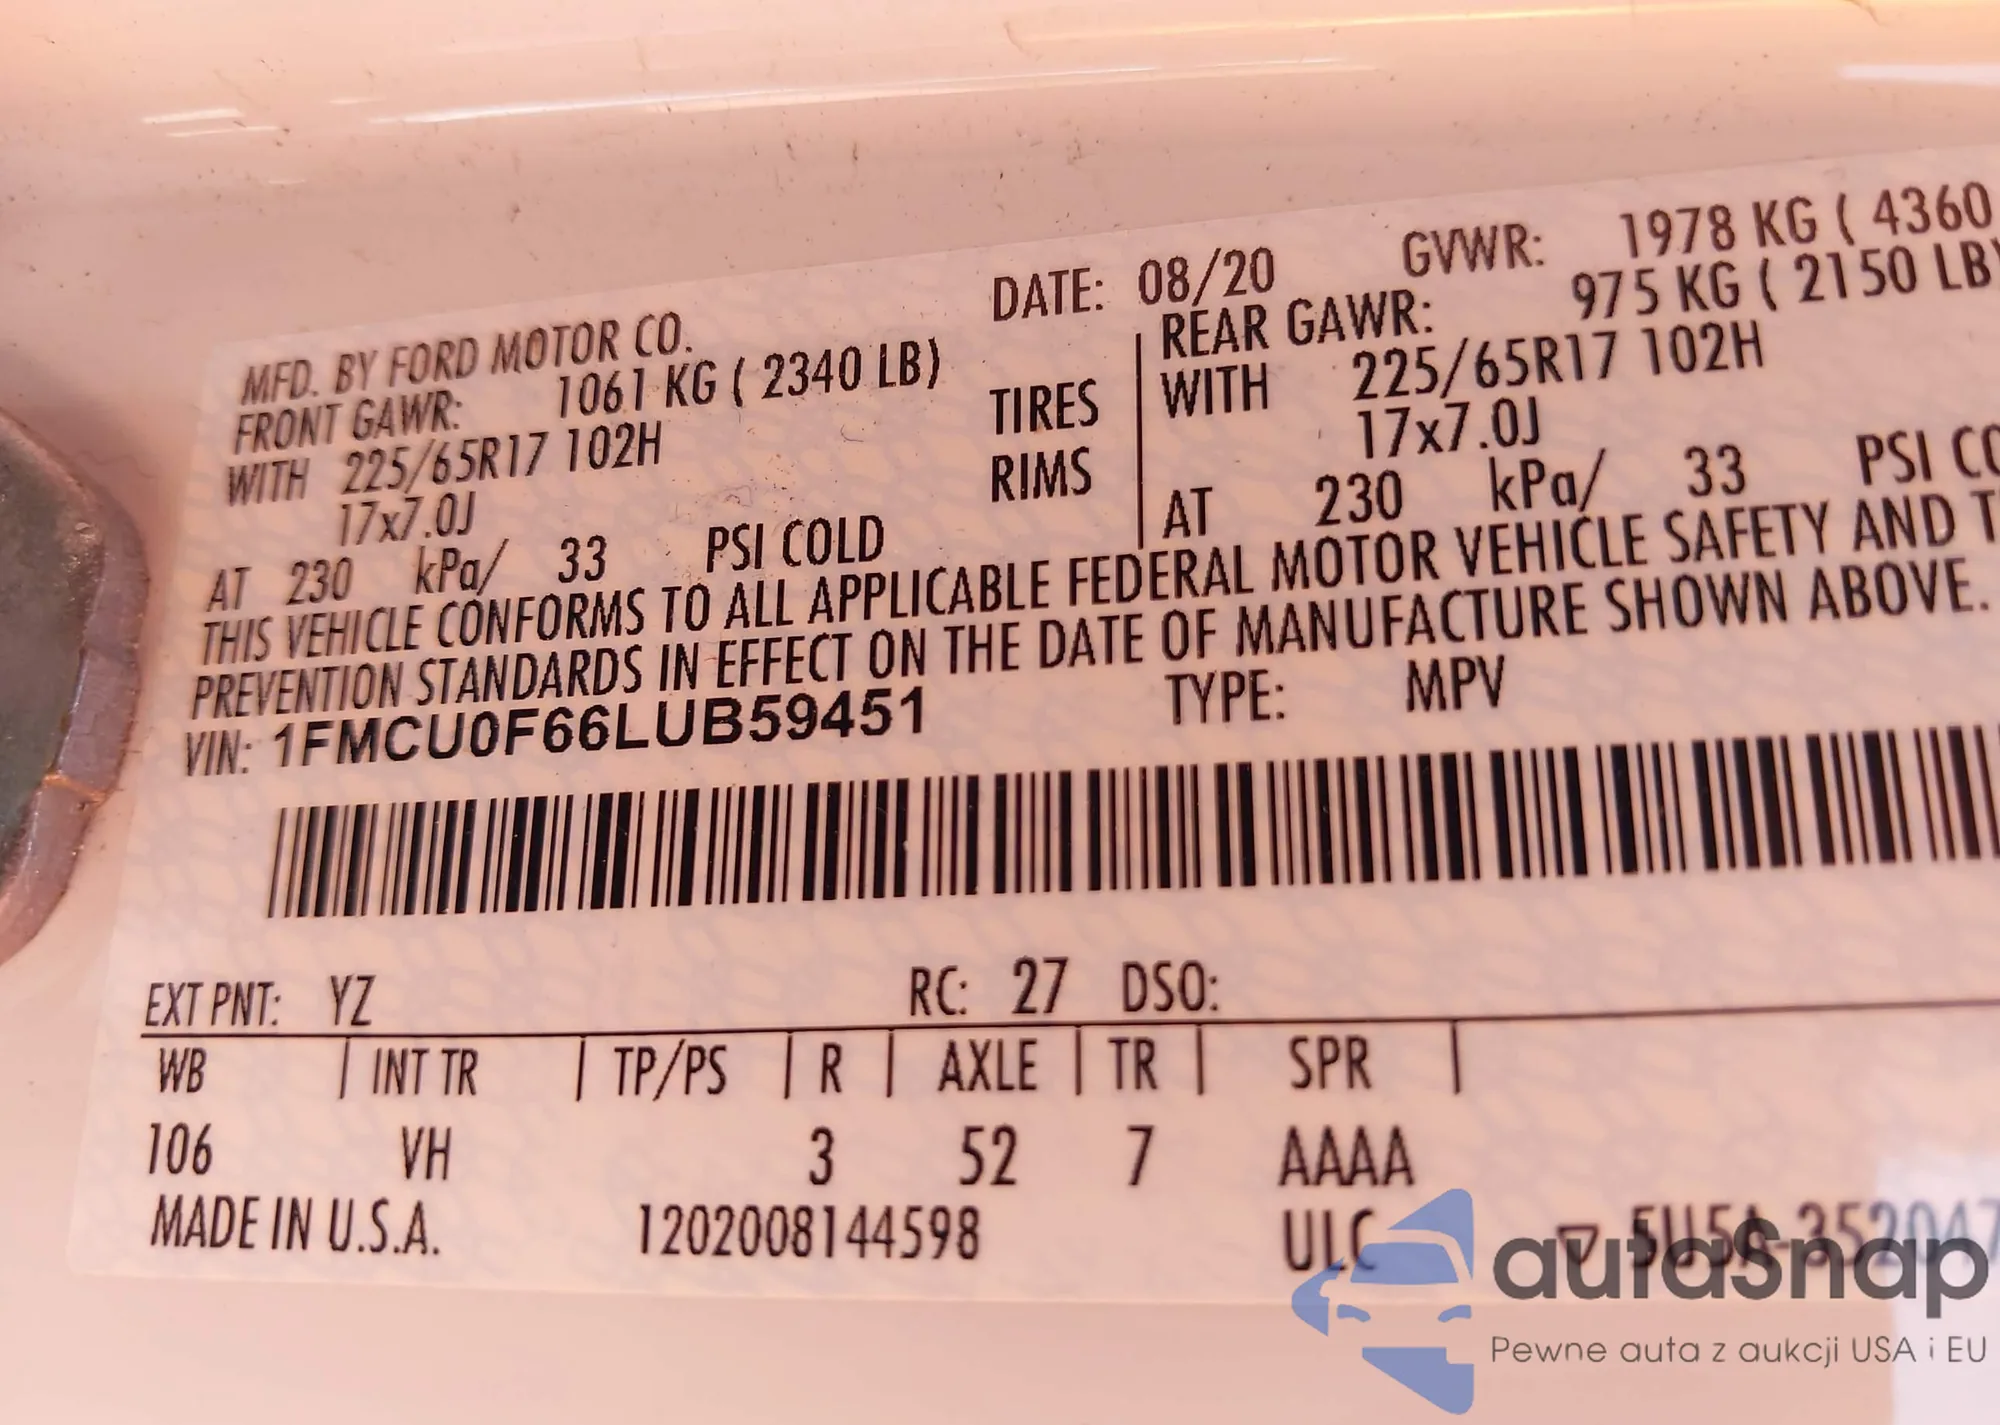 MFD. BY FORD MOTOR CO. DATE: 08/20 GVWR: 1978 KG ( 4360
FRONT GAWR: 1061 KG ( 2340 LB) REAR GAWR: 975 KG ( 2150 LB)
WITH 225/65R17 102H TIRES WITH 225/65R17 102H
17x7.0J RIMS 17x7.0J
AT 230 kPa/ 33 PSI COLD AT 230 kPa/ 33 PSI CO
THIS VEHICLE CONFORMS TO ALL APPLICABLE FEDERAL MOTOR VEHICLE SAFETY AND T
PREVENTION STANDARDS IN EFFECT ON THE DATE OF MANUFACTURE SHOWN ABOVE.
VIN: 1FMCU0F66LUB59451 TYPE: MPV
EXT PNT: YZ RC: 27 DSO:
WB | INT TR | TP/PS | R | AXLE | TR | SPR |
106 VH 3 52 7 AAAA
MADE IN U.S.A. 1202008144598 ULC 5U5A-352047
autaSnap
Pewne auta z aukcji USA i EU